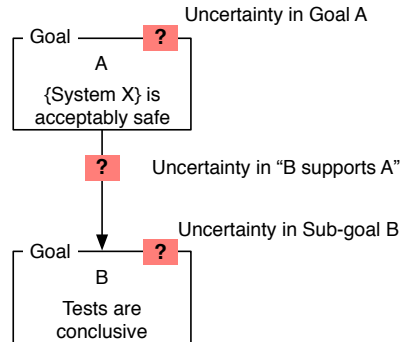 Uncertainty in Goal A
Goal
?
A
{System X} is
acceptably safe
?
Uncertainty in “B supports A”
Uncertainty in Sub-goal B
Goal
?
B
Tests are
conclusive